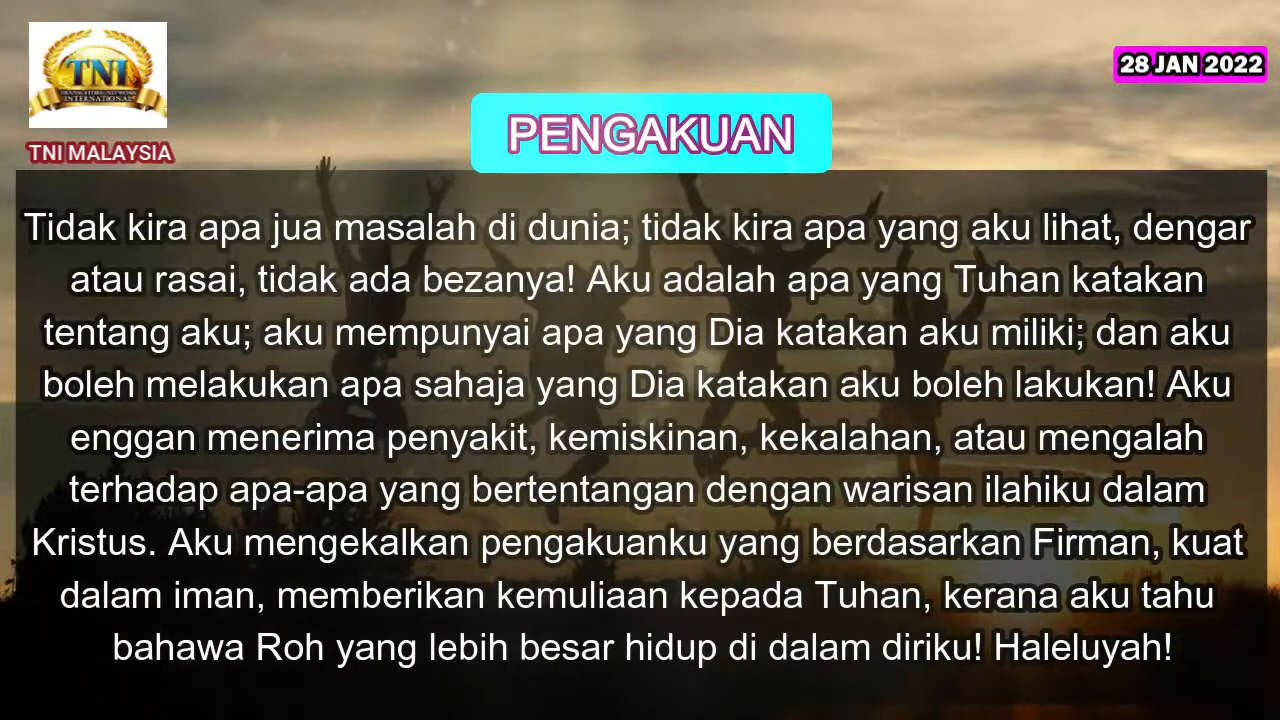 TNI
TRANSLATORS NETWORK
INTERNATIONAL
TNI MALAYSIA
28 JAN 2022
PENGAKUAN
Tidak kira apa jua masalah di dunia; tidak kira apa yang aku lihat, dengar
atau rasai, tidak ada bezanya! Aku adalah apa yang Tuhan katakan
tentang aku; aku mempunyai apa yang Dia katakan aku miliki; dan aku
boleh melakukan apa sahaja yang Dia katakan aku boleh lakukan! Aku
enggan menerima penyakit, kemiskinan, kekalahan, atau mengalah
terhadap apa-apa yang bertentangan dengan warisan ilahiku dalam
Kristus. Aku mengekalkan pengakuanku yang berdasarkan Firman, kuat
dalam iman, memberikan kemuliaan kepada Tuhan, kerana aku tahu
bahawa Roh yang lebih besar hidup di dalam diriku! Haleluyah!